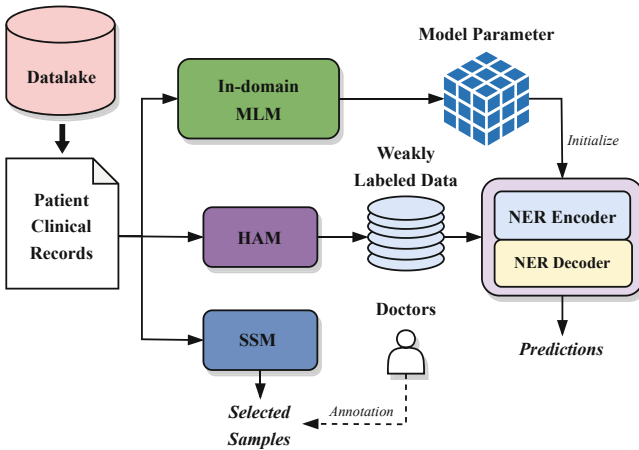 Datalake
Patient
Clinical
Records
In-domain
MLM
Model Parameter
Initialize
HAM
Weakly
Labeled Data
NER Encoder
NER Decoder
SSM
Doctors
Predictions
Selected
Samples
Annotation